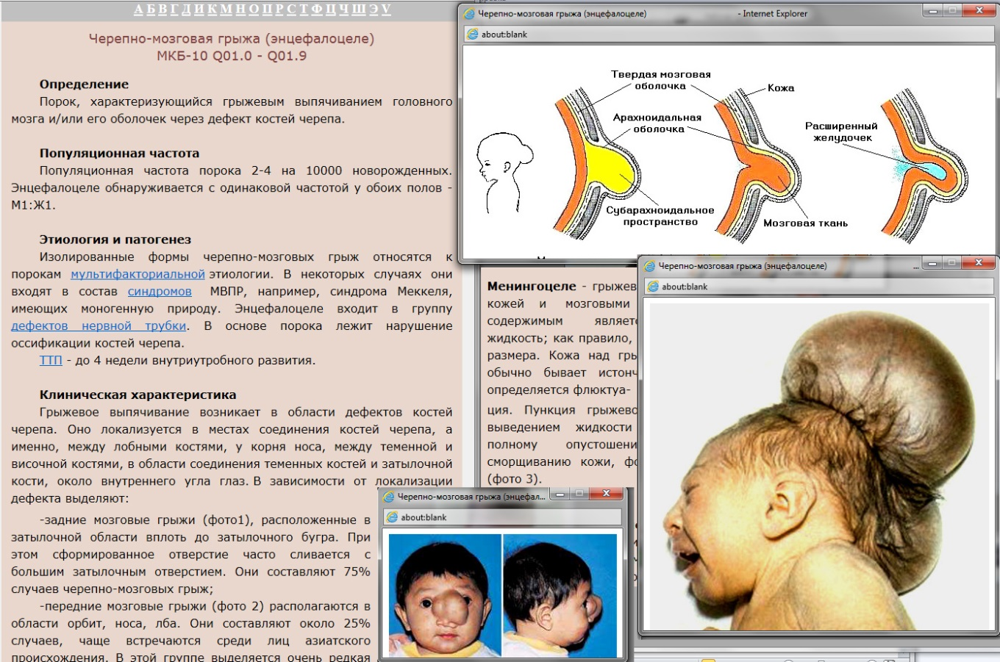 А Б В Г Д И К М Н О П Р С Т Ф П Ч Ш Э V
Черепно-мозговая грыжа (энцефалоцеле)
МКБ-10 Q01.0 - Q01.9
Определение
Порок, характеризующийся грыжевым выпячиванием головного
мозга и/или его оболочек через дефект костей черепа.
Популяционная частота
Популяционная частота порока 2-4 на 10000 новорожденных.
Энцефалоцеле обнаруживается с одинаковой частотой у обоих полов -
М1:Ж1.
Этиология и патогенез
Изолированные формы черепно-мозговых грыж относятся к
порокам мультифакториальной этиологии. В некоторых случаях они
входят в состав синдромов МВПР, например, синдрома Меккеля,
имеющих моногенную природу. Энцефалоцеле входит в группу
дефектов нервной трубки. В основе порока лежит нарушение
оссификации костей черепа.
ТТП - до 4 недели внутриутробного развития.
Клиническая характеристика
Грыжевое выпячивание возникает в области дефектов костей
черепа. Оно локализуется в местах соединения костей черепа, а
именно, между лобными костями, у корня носа, между теменной и
височной костями, в области соединения теменных костей и затылочной
кости, около внутреннего угла глаз. В зависимости от локализации
дефекта выделяют:
-задние мозговые грыжи (фото1), расположенные в
затылочной области вплоть до затылочного бугра. При
этом сформированное отверстие часто сливается с
большим затылочным отверстием. Они составляют 75%
случаев черепно-мозговых грыж;
-передние мозговые грыжи (фото 2) располагаются в
области орбит, носа, лба. Они составляют около 25%
случаев, чаще встречаются среди лиц азиатского
происхождения. В этой группе выделяется очень редкая
Черепно-мозговая грыжа (энцефалоцеле) - Internet Explorer
about:blank
Твердая мозговая
оболочка
Кожа
Арахноидальная
оболочка
Расширенный
желудочек
Субарахноидальное
пространство
Мозговая ткань
Менингоцеле - грыжев
кожей и мозговыми
содержимым являетс
жидкость; как правило,
размера. Кожа над гры
обычно бывает истонч
определяется флюктуа-
ция. Пункция грыжево
выведением жидкости
полному опустошени
сморщиванию кожи, фо
(фото 3).
Черепно-мозговая грыжа (энцефалоцеле) ...
about:blank
Черепно-мозговая грыжа (энцефал...
about:blank